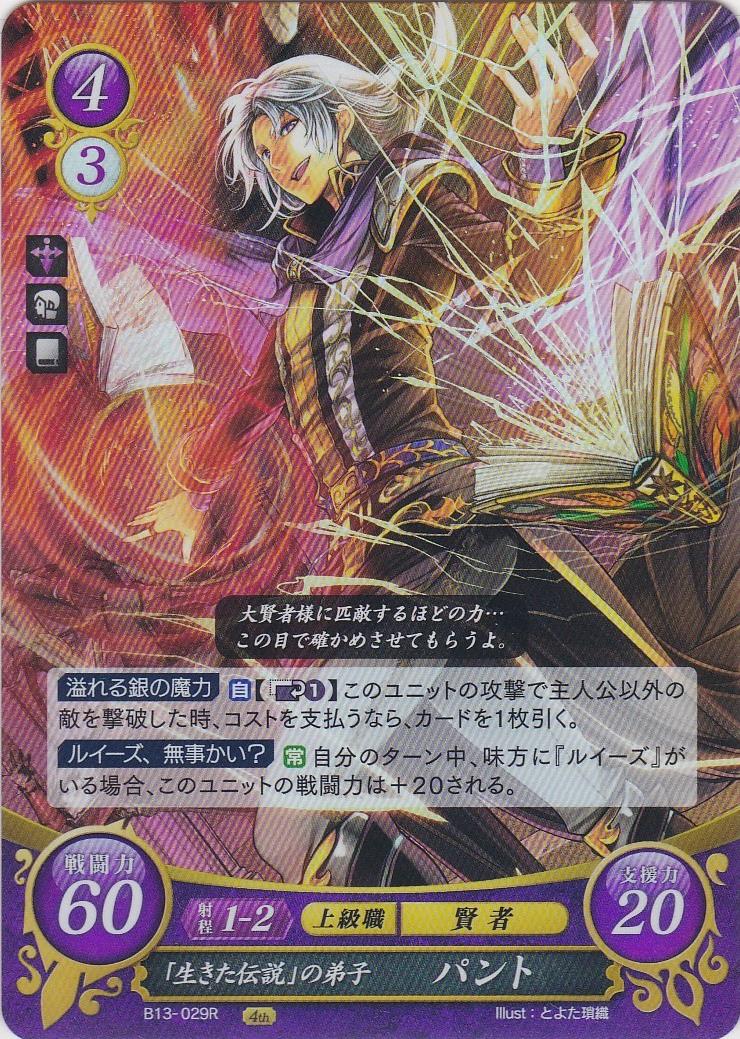 4
3
大賢者様に匹敵するほどの力…
この目で確かめさせてもらうよ。
溢れる銀の魔力 自【1】このユニットの攻撃で主人公以外の
敵を撃破した時、コストを支払うなら、カードを1枚引く。
ルイーズ、無事かい? 常 自分のターン中、味方に『ルイーズ』が
いる場合、このユニットの戦闘力は＋20される。
戦闘力
60
射程 1-2 上級職 賢者
支援力
20
「生きた伝説」の弟子 パント
B13-029R 4th Illust：とよた瑣織